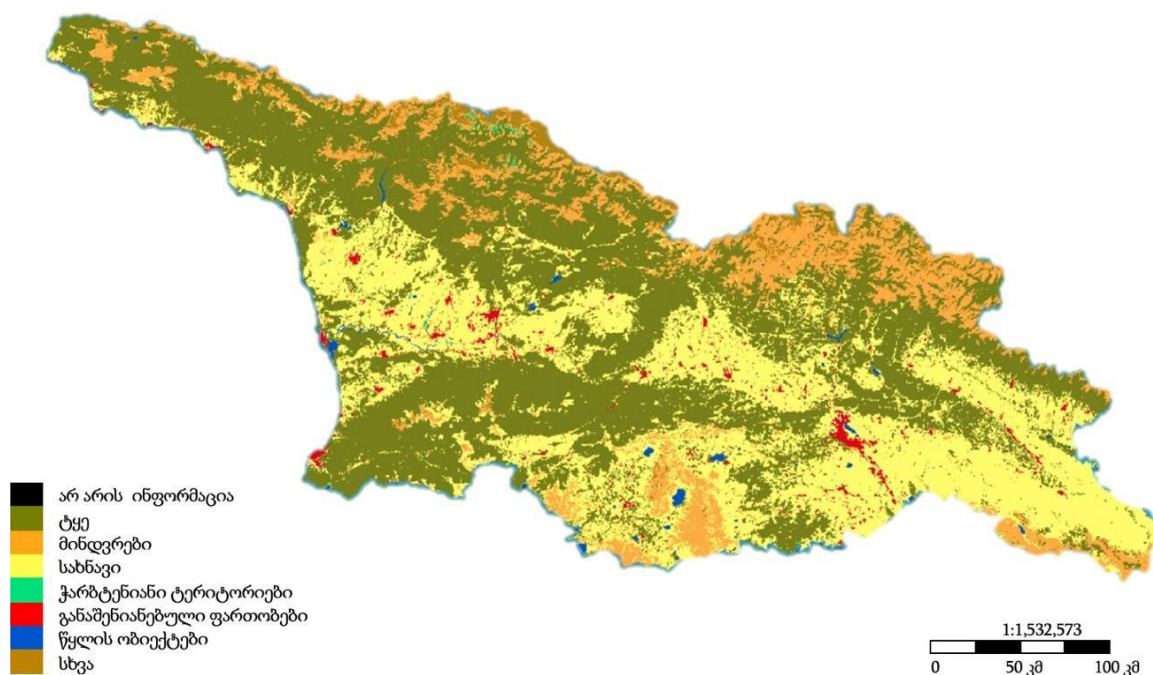 არ არის ინფორმაცია
ტყე
მინდვრები
სახნავი
ჭარბტენიანი ტერიტორიები
განაშენიანებული ფართობები
წყლის ობიექტები
სხვა
1:1,532,573
0 50 კმ 100 კმ